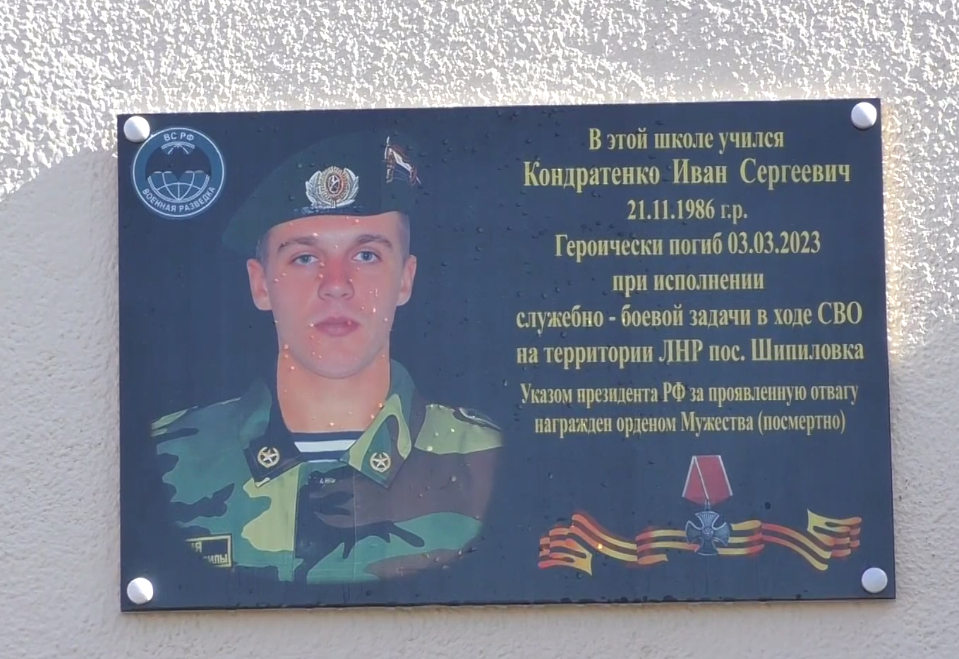 ВС РФ
ВОЕННАЯ РАЗВЕДКА
В этой школе учился
Кондратенко Иван Сергеевич
21.11.1986 г.р.
Героически погиб 03.03.2023
при исполнении
служебно - боевой задачи в ходе СВО
на территории ЛНР пос. Шипиловка
Указом президента РФ за проявленную отвагу
награжден орденом Мужества (посмертно)